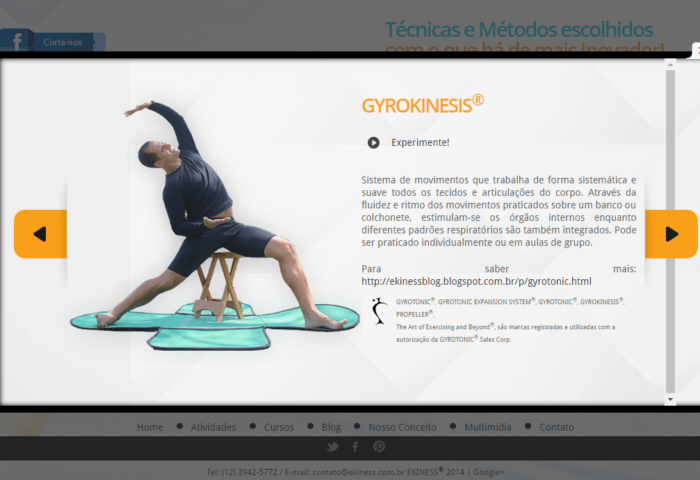 Técnicas e Métodos escolhidos
com o que há de mais Inovador!
Curta-nos
GYROKINESIS®
Experimente!
Sistema de movimentos que trabalha de forma sistemática e
suave todos os tecidos e articulações do corpo. Através da
fluidez e ritmo dos movimentos praticados sobre um banco ou
colchonete, estimulam-se os órgãos internos enquanto
diferentes padrões respiratórios são também integrados. Pode
ser praticado individualmente ou em aulas de grupo.
Para saber mais:
http://ekinessblog.blogspot.com.br/p/gyrotonic.html
GYROTONIC®; GYROTONIC EXPANSION SYSTEM®; GYROTONIC®; GYROKINESIS®;
PROPELLER®.
The Art of Exercising and Beyond®, são marcas registradas e utilizadas com a
autorização da GYROTONIC® Sales Corp.
Home Atividades Cursos Blog Nosso Conceito Multimídia Contato
Tel: (12) 3942-5772 / E-mail: contato@ekiness.com.br EKINESS® 2014 | Google+